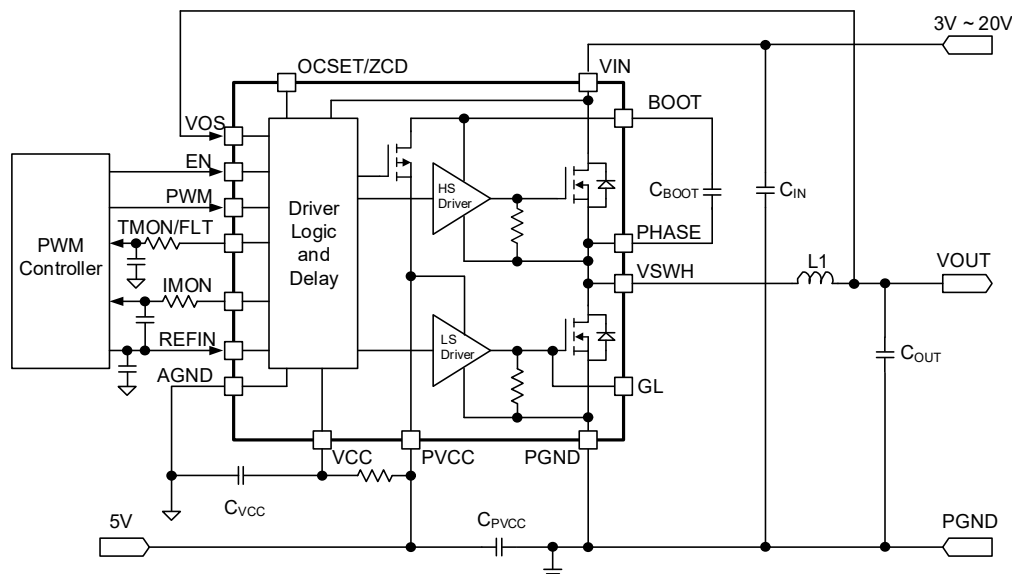 3V ~ 20V
OCSET/ZCD
VIN
BOOT
VOS
EN
PWM
TMON/FLT
IMON
REFIN
AGND
PWM
Controller
Driver
Logic
and
Delay
HS
Driver
LS
Driver
CBOOT
CIN
PHASE
VSWH
L1
VOUT
COUT
GL
VCC
PVCC
PGND
CVCC
5V
CPVCC
PGND